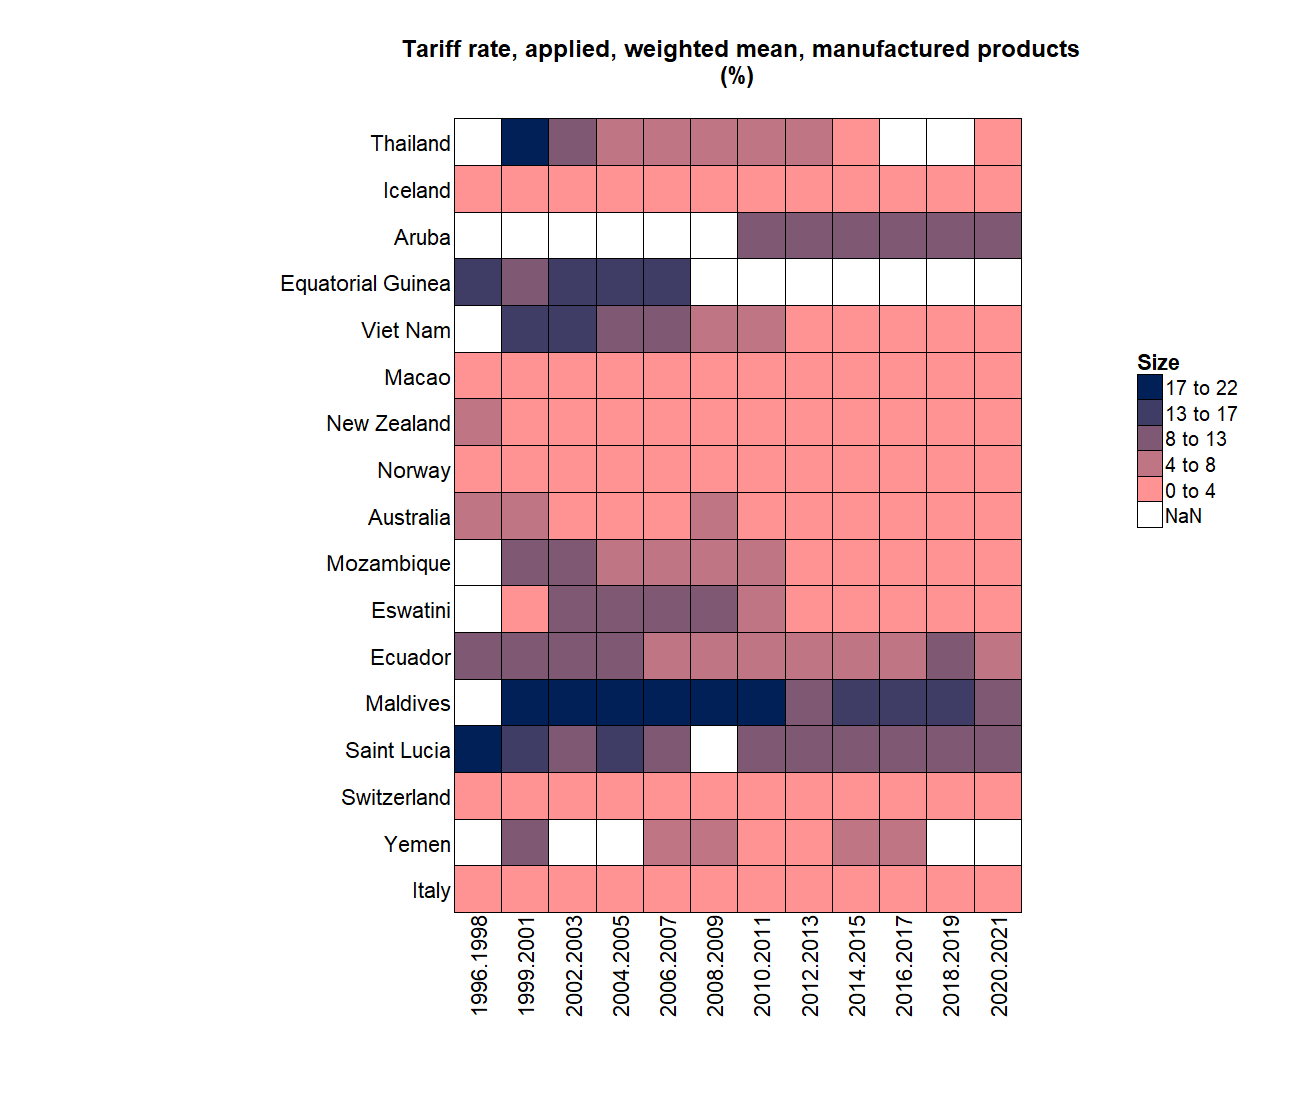 Tariff rate, applied, weighted mean, manufactured products
(%)
Thailand
Iceland
Aruba
Equatorial Guinea
Viet Nam
Macao
New Zealand
Norway
Australia
Mozambique
Eswatini
Ecuador
Maldives
Saint Lucia
Switzerland
Yemen
Italy
1996.1998
1999.2001
2002.2003
2004.2005
2006.2007
2008.2009
2010.2011
2012.2013
2014.2015
2016.2017
2018.2019
2020.2021
Size
17 to 22
13 to 17
8 to 13
4 to 8
0 to 4
NaN